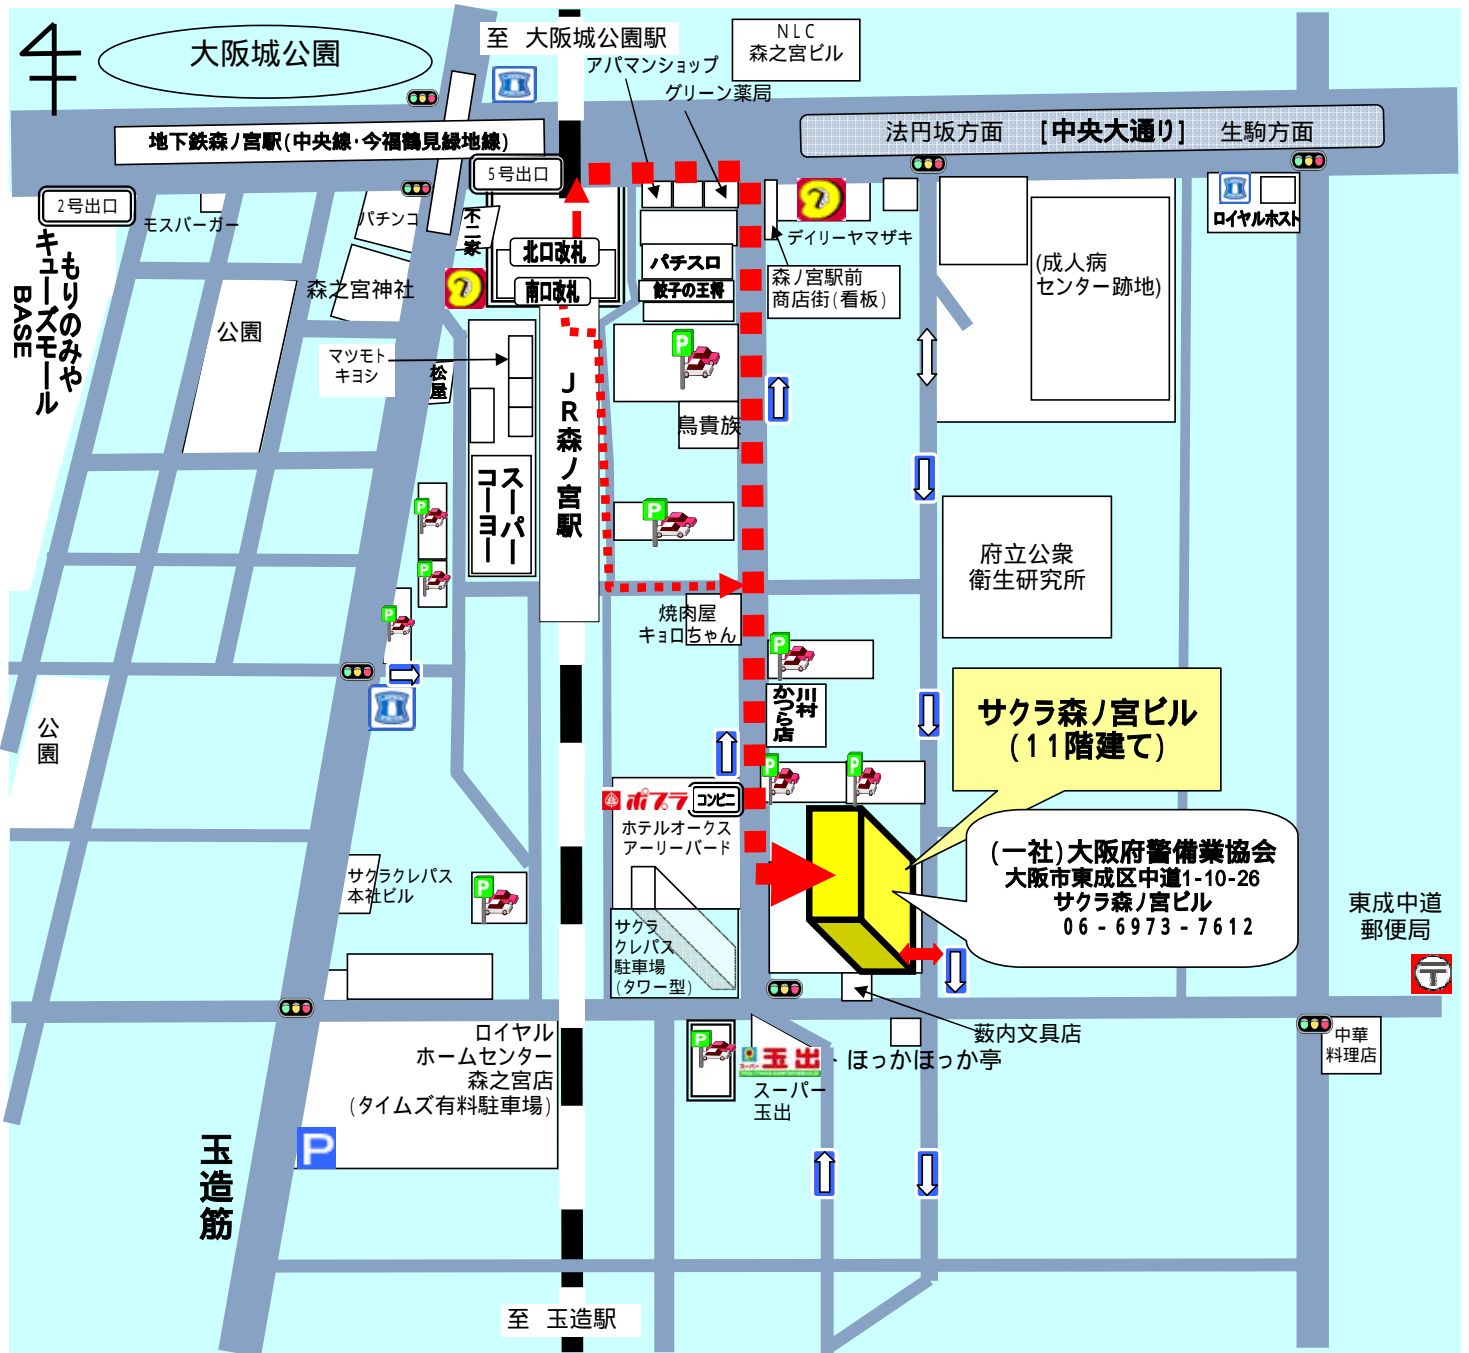 大阪城公園
至 大阪城公園駅
アパマンショップ
グリーン薬局
NLC
森之宮ビル
地下鉄森ノ宮駅(中央線・今福鶴見緑地線)
法円坂方面 [中央大通り] 生駒方面
5号出口
2号出口
モスバーガー
パチンコ
不二家
北口改札
南口改札
パチスロ
餃子の王将
デイリーヤマザキ
森ノ宮駅前
商店街(看板)
(成人病
センター跡地)
ロイヤルホスト
もりのみや
キューズモール
BASE
森之宮神社
公園
マツモト
キヨシ
松屋
JR森ノ宮駅
スーパー
コーヨー
鳥貴族
P
P
P
P
P
府立公衆
衛生研究所
焼肉屋
キョロちゃん
P
川村
かつら店
公園
サクラ森ノ宮ビル
(11階建て)
P
P
ポプラ
コンビニ
ホテルオークス
アーリーバード
(一社)大阪府警備業協会
大阪市東成区中道1-10-26
サクラ森ノ宮ビル
06-6973-7612
サクラクレパス
本社ビル
P
サクラ
クレパス
駐車場
(タワー型)
東成中道
郵便局
〒
ロイヤル
ホームセンター
森之宮店
(タイムズ有料駐車場)
P
P
スーパー
玉出
スーパー
玉出
ほっかほっか亭
薮内文具店
中華
料理店
玉造筋
至 玉造駅